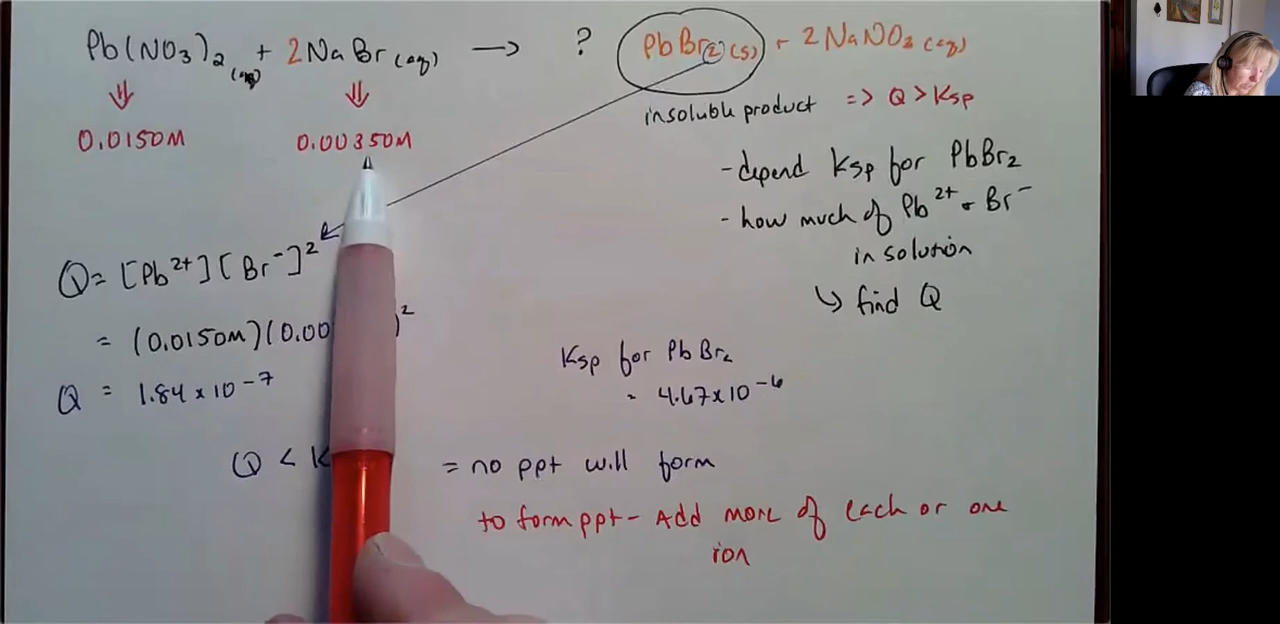 Pb(NO3)2 (aq) + 2NaBr(aq) → ? PbBr2(s) + 2NaNO3(aq)
⇓ ⇓
0.0150M 0.00350M
insoluble product => Q > Ksp
- depend Ksp for PbBr2
- how much of Pb2+ & Br-
in solution
↳ find Q
Q = [Pb2+][Br-]2
= (0.0150M)(0.00 )2
Q = 1.84 x 10-7
Ksp for PbBr2
= 4.67x10-6
Q < K = no ppt will form
to form ppt - Add more of each or one
ion